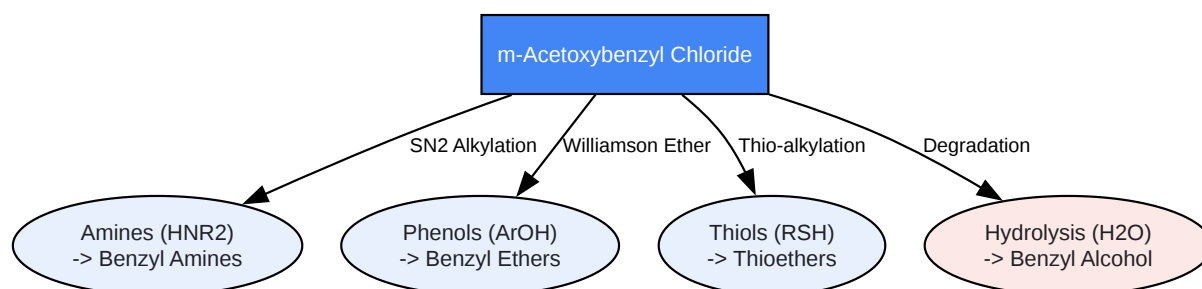 m-Acetoxybenzyl Chloride
SN2 Alkylation
Williamson Ether
Thio-alkylation
Degradation
Amines (HNR2)
-> Benzyl Amines
Phenols (ArOH)
-> Benzyl Ethers
Thiols (RSH)
-> Thioethers
Hydrolysis (H2O)
-> Benzyl Alcohol